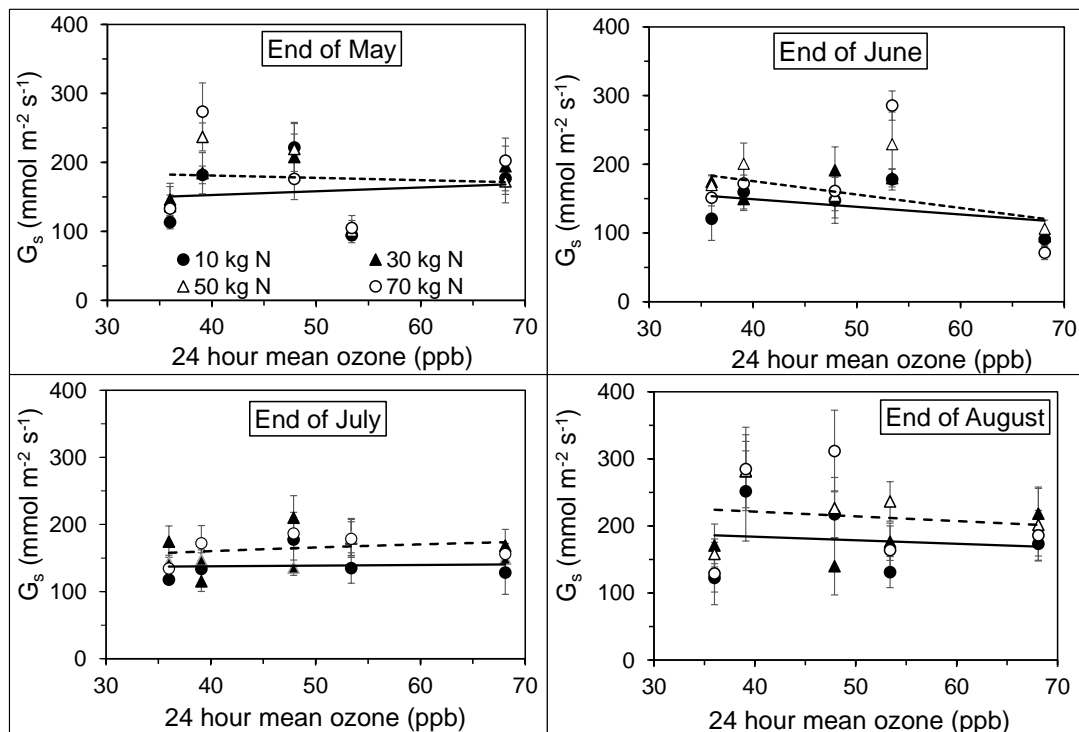 End of May
400
300
200
100
0
Gs (mmol m⁻² s⁻¹)
10 kg N
30 kg N
50 kg N
70 kg N
30 40 50 60 70
24 hour mean ozone (ppb)
End of June
400
300
200
100
0
Gs (mmol m⁻² s⁻¹)
30 40 50 60 70
24 hour mean ozone (ppb)
End of July
400
300
200
100
0
Gs (mmol m⁻² s⁻¹)
30 40 50 60 70
24 hour mean ozone (ppb)
End of August
400
300
200
100
0
Gs (mmol m⁻² s⁻¹)
30 40 50 60 70
24 hour mean ozone (ppb)